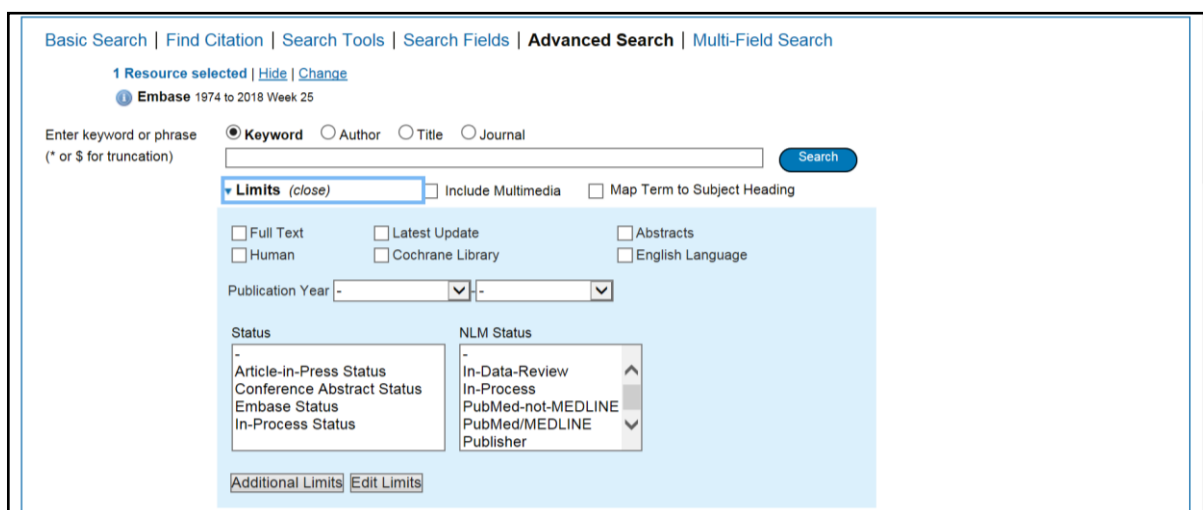 Basic Search | Find Citation | Search Tools | Search Fields | Advanced Search | Multi-Field Search
1 Resource selected | Hide | Change
Embase 1974 to 2018 Week 25
Enter keyword or phrase
(* or $ for truncation)
Keyword Author Title Journal
Search
Limits (close) Include Multimedia Map Term to Subject Heading
Full Text Latest Update Abstracts
Human Cochrane Library English Language
Publication Year - - -
Status NLM Status
- -
Article-in-Press Status In-Data-Review
Conference Abstract Status In-Process
Embase Status PubMed-not-MEDLINE
In-Process Status PubMed/MEDLINE
Publisher
Additional Limits Edit Limits